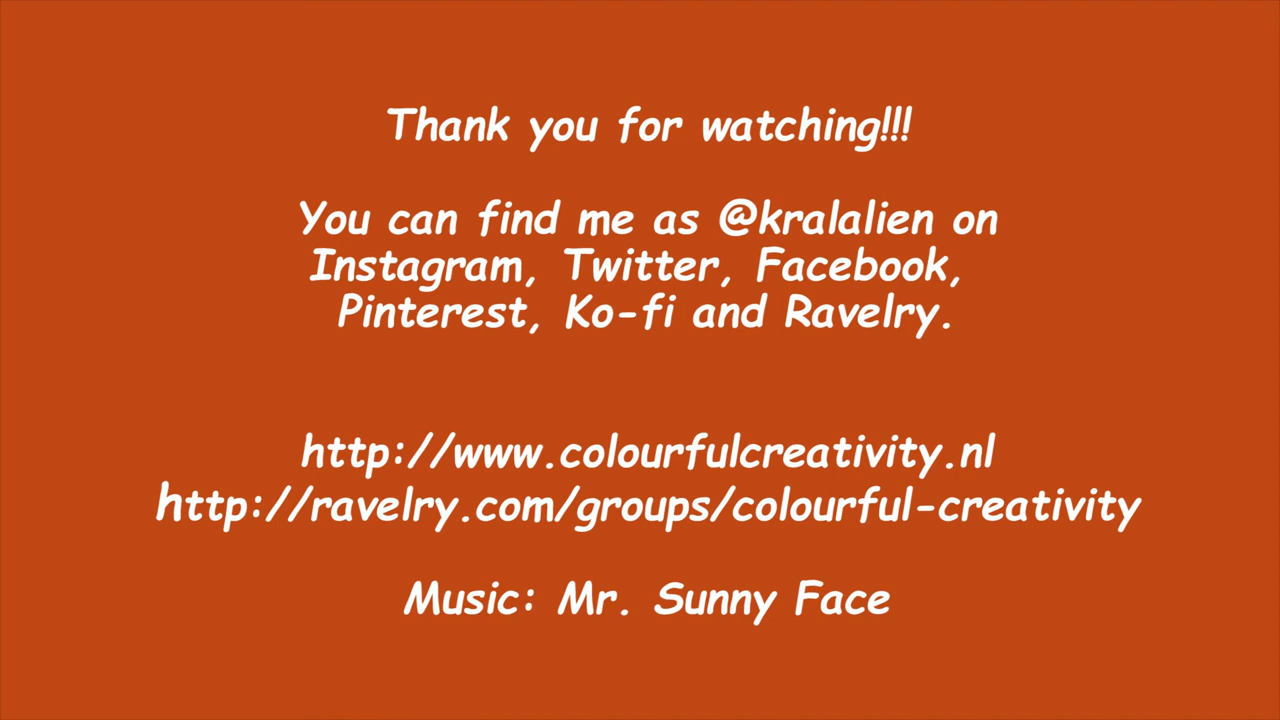 Thank you for watching!!!
You can find me as @kralalien on
Instagram, Twitter, Facebook,
Pinterest, Ko-fi and Ravelry.
http://www.colourfulcreativity.nl
http://ravelry.com/groups/colourful-creativity
Music: Mr. Sunny Face